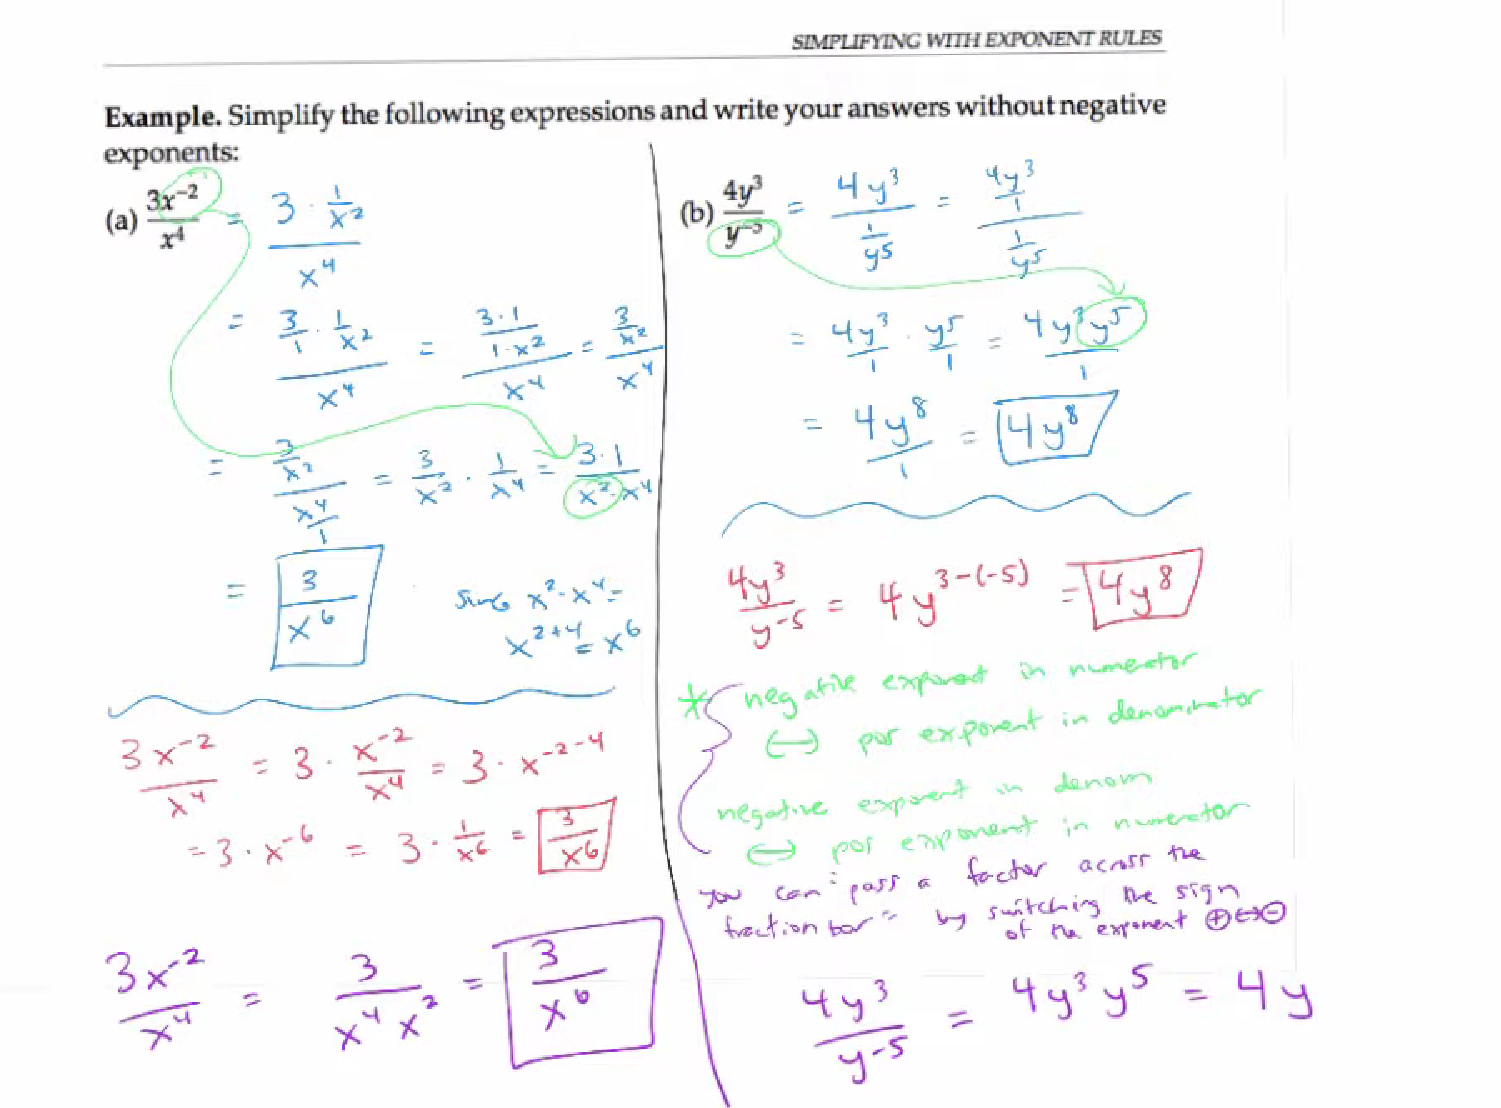 SIMPLIFYING WITH EXPONENT RULES
Example. Simplify the following expressions and write your answers without negative
exponents:
(a) \frac{3x^{-2}}{x^4} = \frac{3 \cdot \frac{1}{x^2}}{x^4}
= \frac{\frac{3}{1} \cdot \frac{1}{x^2}}{x^4} = \frac{\frac{3 \cdot 1}{1 \cdot x^2}}{x^4} = \frac{\frac{3}{x^2}}{x^4}
= \frac{\frac{3}{x^2}}{\frac{x^4}{1}} = \frac{3}{x^2} \cdot \frac{1}{x^4} = \frac{3 \cdot 1}{x^2 \cdot x^4}
= \frac{3}{x^6}
since x^2 \cdot x^4 =
x^{2+4} = x^6
\frac{3x^{-2}}{x^4} = 3 \cdot \frac{x^{-2}}{x^4} = 3 \cdot x^{-2-4}
= 3 \cdot x^{-6} = 3 \cdot \frac{1}{x^6} = \frac{3}{x^6}
\frac{3x^{-2}}{x^4} = \frac{3}{x^4 x^2} = \frac{3}{x^6}
(b) \frac{4y^3}{y^{-5}} = \frac{4y^3}{\frac{1}{y^5}} = \frac{\frac{4y^3}{1}}{\frac{1}{y^5}}
= \frac{4y^3}{1} \cdot \frac{y^5}{1} = \frac{4y^3 y^5}{1}
= \frac{4y^8}{1} = 4y^8
\frac{4y^3}{y^{-5}} = 4y^{3-(-5)} = 4y^8
* negative exponent in numerator
↔ pos exponent in denominator
negative exponent in denom
↔ pos exponent in numerator
you can "pass a factor across the
fraction bar" by switching the sign
of the exponent ⊕↔⊖
\frac{4y^3}{y^{-5}} = 4y^3 y^5 = 4y